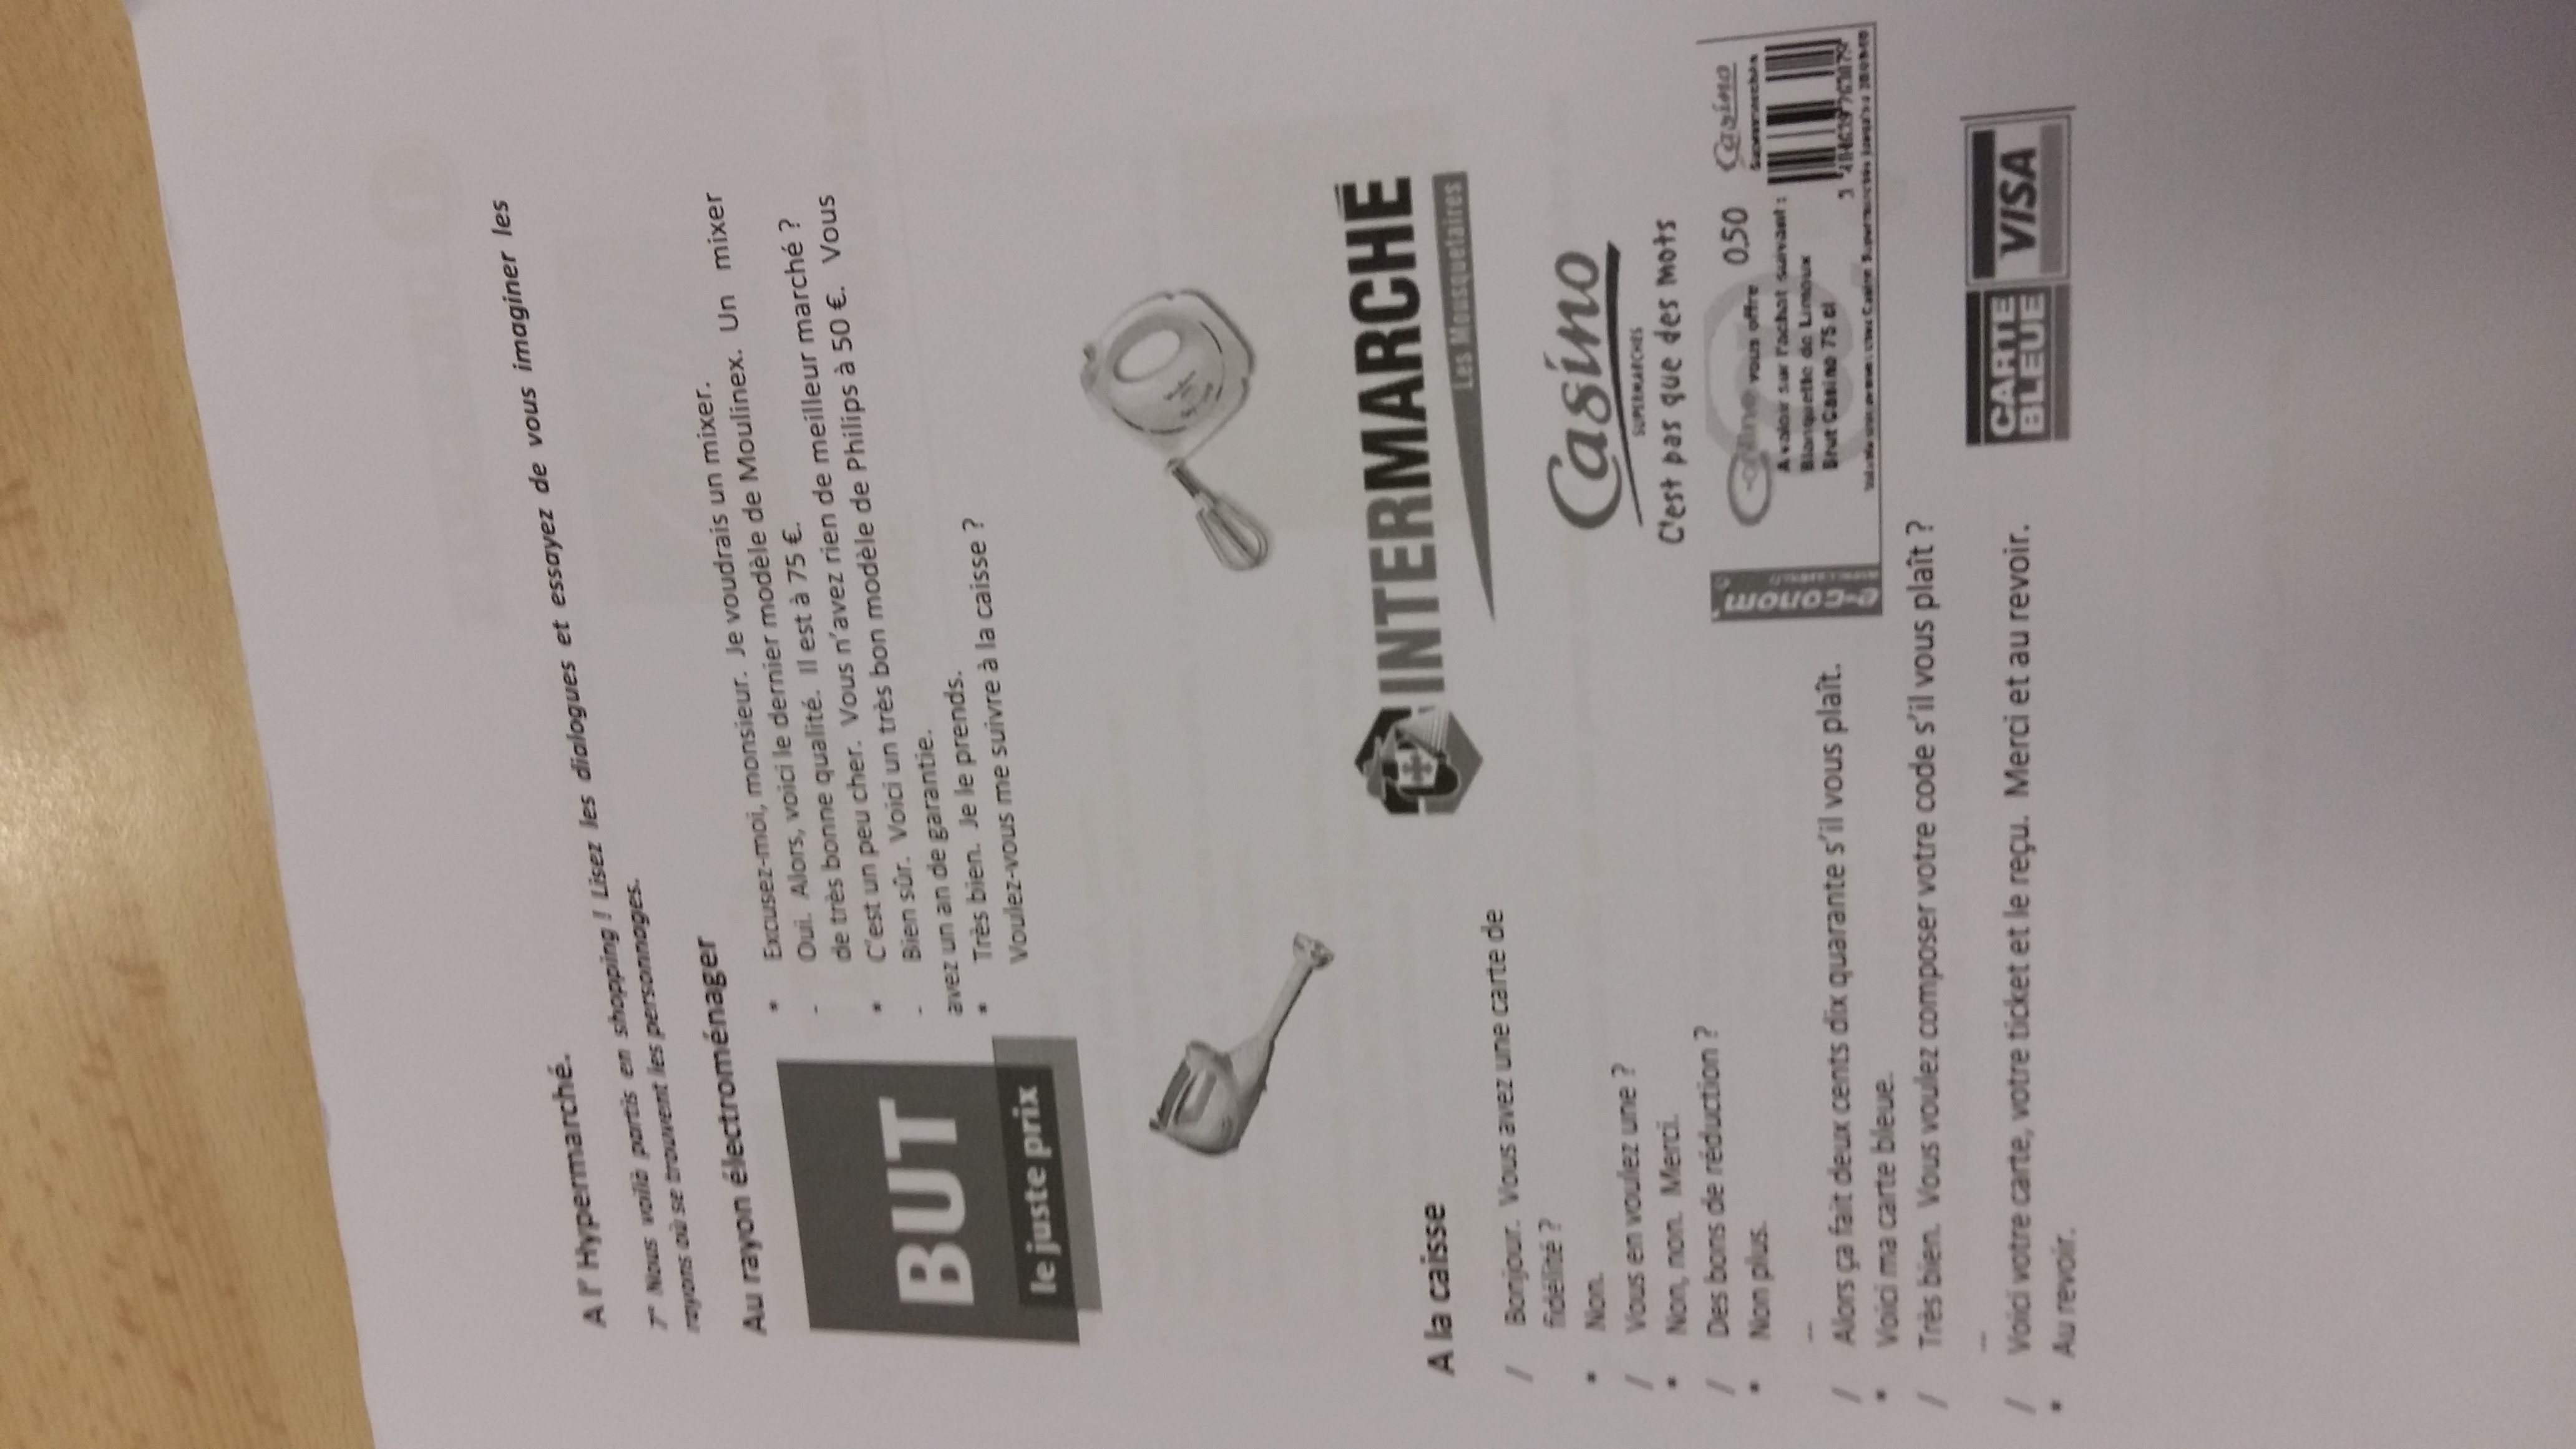 A l' Hypermarché.
7° Nous voilà partis en shopping ! Lisez les dialogues et essayez de vous imaginer les
rayons où se trouvent les personnages.
Au rayon électroménager
* Excusez-moi, monsieur. Je voudrais un mixer.
- Oui. Alors, voici le dernier modèle de Moulinex. Un mixer
de très bonne qualité. Il est à 75 €.
* C'est un peu cher. Vous n'avez rien de meilleur marché ?
- Bien sûr. Voici un très bon modèle de Philips à 50 €. Vous
avez un an de garantie.
* Très bien. Je le prends.
Voulez-vous me suivre à la caisse ?
BUT
le juste prix
INTERMARCHÉ
Les Mousquetaires
A la caisse
/ Bonjour. Vous avez une carte de
fidélité ?
* Non.
/ Vous en voulez une ?
* Non, non. Merci.
/ Des bons de réduction ?
* Non plus.
...
/ Alors ça fait deux cents dix quarante s'il vous plaît.
* Voici ma carte bleue.
/ Très bien. Vous voulez composer votre code s'il vous plaît ?
...
/ Voici votre carte, votre ticket et le reçu. Merci et au revoir.
* Au revoir.
Casino
SUPERMARCHÉS
C'est pas que des mots
e-conom'
vous offre 0,50 Casino
Supermarchés
A valoir sur l'achat suivant :
Blanquette de Limoux
Brut Casino 75 cl
CARTE
BLEUE
VISA